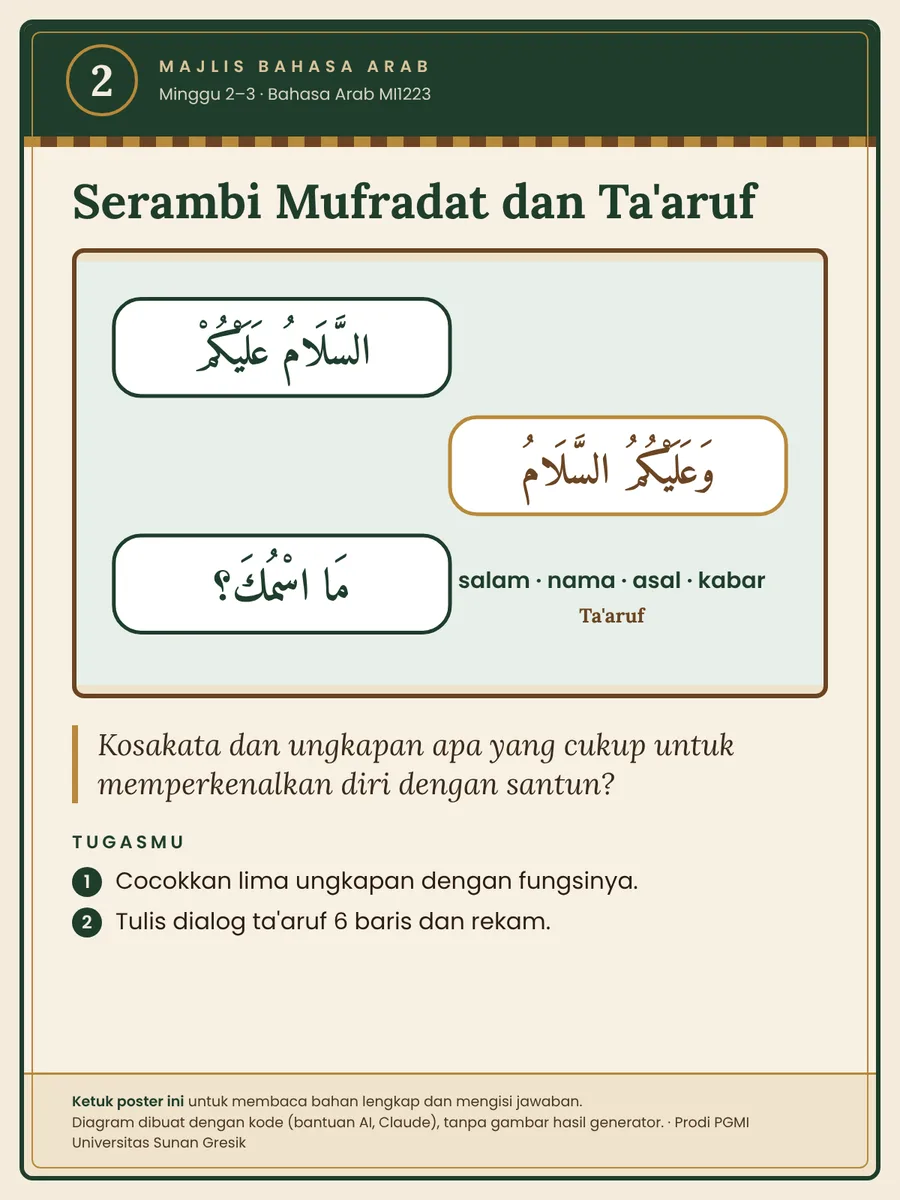 2
MAJLIS BAHASA ARAB
Minggu 2–3 · Bahasa Arab MI1223
Serambi Mufradat dan Ta'aruf
السَّلَامُ عَلَيْكُمْ
وَعَلَيْكُمُ السَّلَامُ
مَا اسْمُكَ؟
salam · nama · asal · kabar
Ta'aruf
Kosakata dan ungkapan apa yang cukup untuk
memperkenalkan diri dengan santun?
TUGASMU
1 Cocokkan lima ungkapan dengan fungsinya.
2 Tulis dialog ta'aruf 6 baris dan rekam.
Ketuk poster ini untuk membaca bahan lengkap dan mengisi jawaban.
Diagram dibuat dengan kode (bantuan AI, Claude), tanpa gambar hasil generator. · Prodi PGMI
Universitas Sunan Gresik